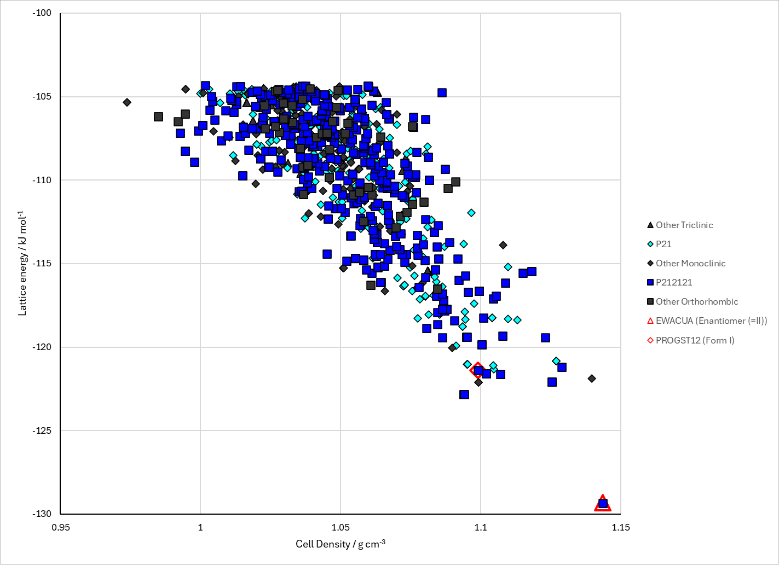 -100
-105
-110
-115
-120
-125
-130
Lattice energy / kJ mol⁻¹
0.95
1
1.05
1.1
1.15
Cell Density / g cm⁻³
Other Triclinic
P21
Other Monoclinic
P212121
Other Orthorhombic
EWACUA (Enantiomer (=II))
PROGST12 (Form I)